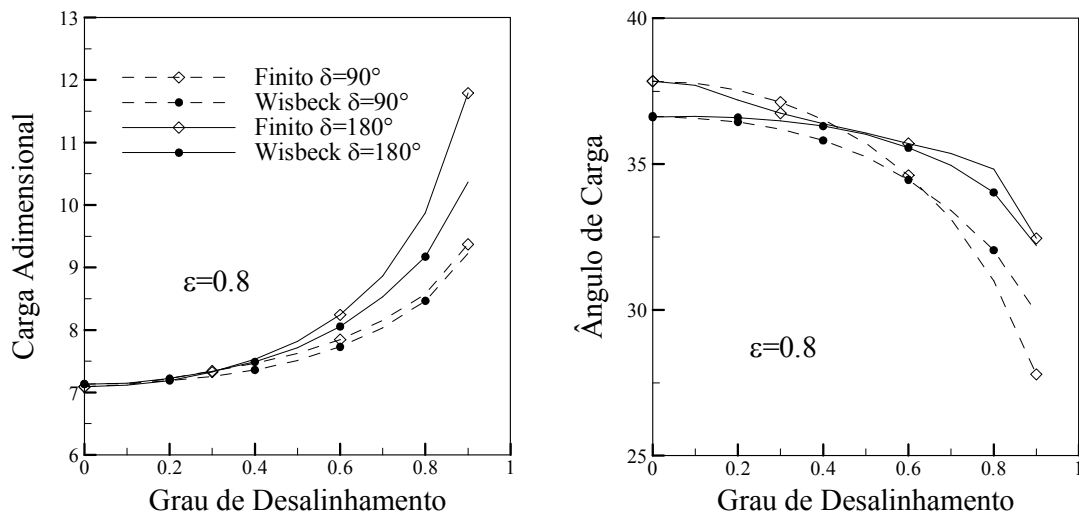 13
12
11
10
9
8
7
6
Carga Adimensional
Finito δ=90°
Wisbeck δ=90°
Finito δ=180°
Wisbeck δ=180°
ε=0.8
0 0.2 0.4 0.6 0.8 1
Grau de Desalinhamento
40
35
30
25
Ângulo de Carga
ε=0.8
0 0.2 0.4 0.6 0.8 1
Grau de Desalinhamento